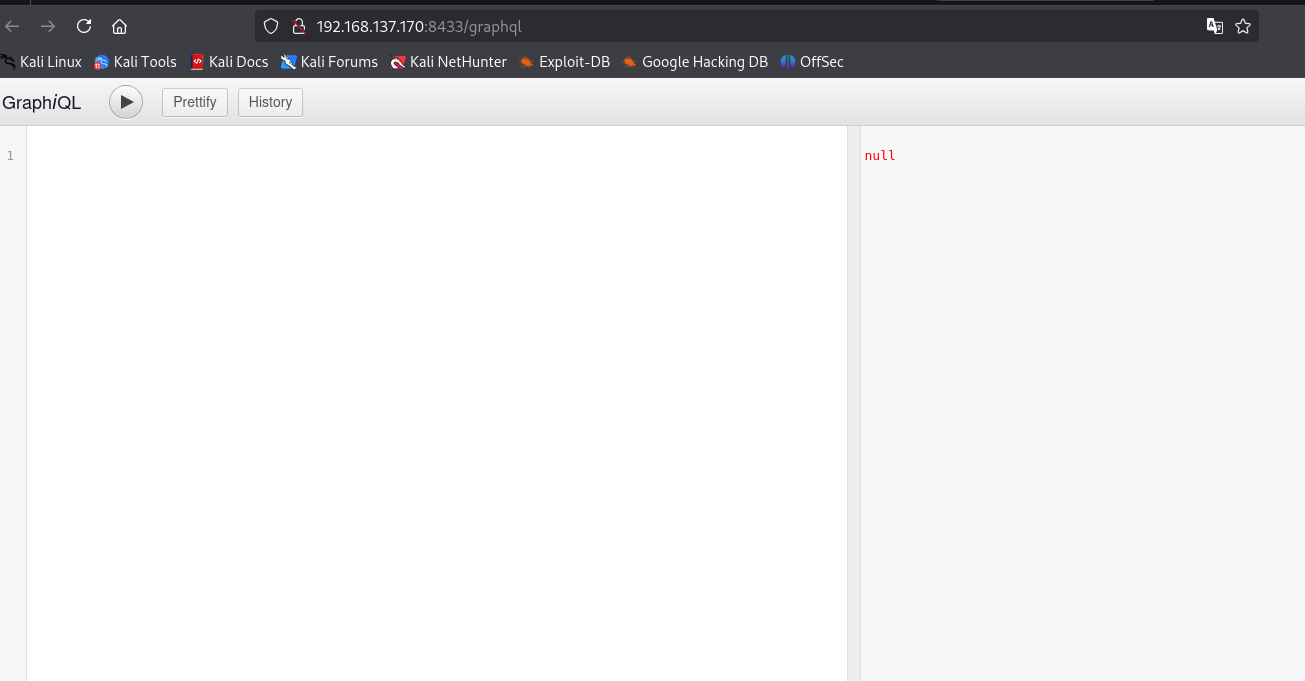 192.168.137.170:8433/graphql
Kali Linux Kali Tools Kali Docs Kali Forums Kali NetHunter Exploit-DB Google Hacking DB OffSec
GraphiQL Prettify History
1 null